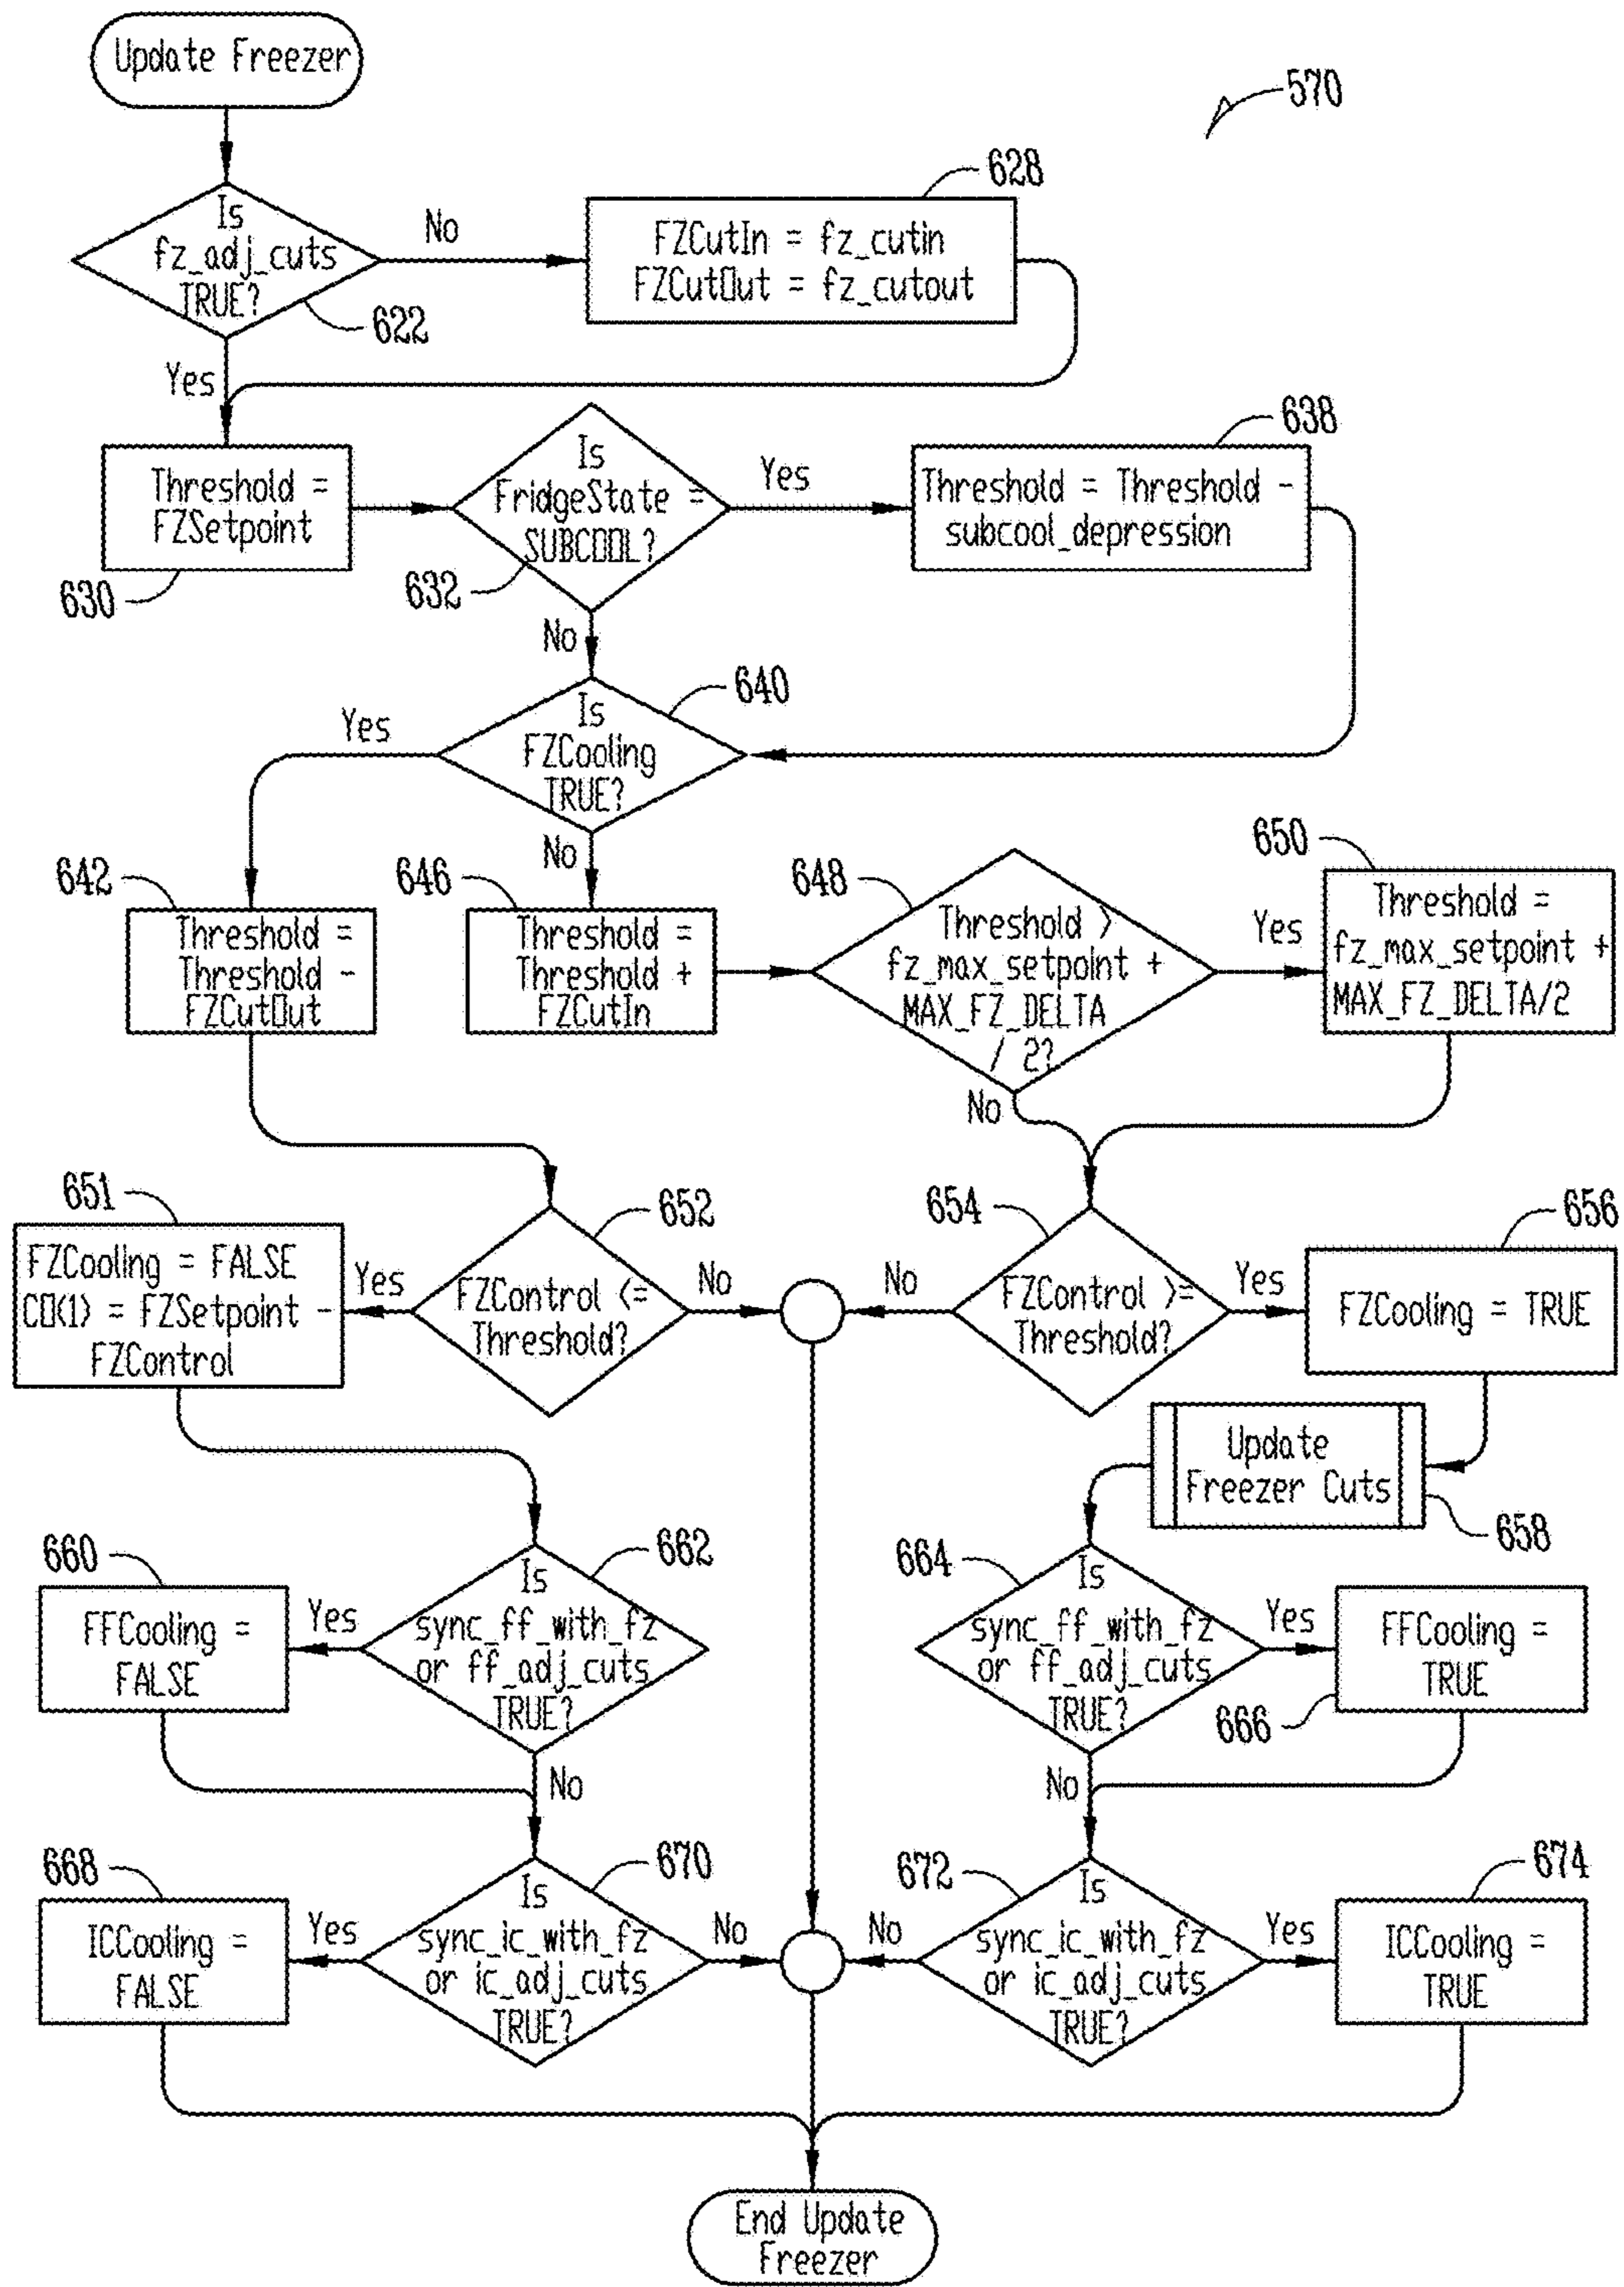 Update Freezer
570
628
Is
fz_adj_cuts
TRUE?
No
FZCutIn = fz_cutin
FZCutOut = fz_cutout
622
Yes
638
Threshold =
FZSetpoint
Is
FridgeState =
SUBCOOL?
Yes
Threshold = Threshold -
subcool_depression
630
632
No
640
Yes
Is
FZCooling
TRUE?
No
642
646
648
650
Threshold =
Threshold -
FZCutOut
Threshold =
Threshold +
FZCutIn
Threshold >
fz_max_setpoint +
MAX_FZ_DELTA
/ 2?
Yes
Threshold =
fz_max_setpoint +
MAX_FZ_DELTA/2
No
651
652
654
656
FZCooling = FALSE
CO(1) = FZSetpoint -
FZControl
Yes
FZControl <=
Threshold?
No
No
FZControl >=
Threshold?
Yes
FZCooling = TRUE
Update
Freezer Cuts
658
660
662
664
FFCooling =
FALSE
Yes
Is
sync_ff_with_fz
or ff_adj_cuts
TRUE?
Is
sync_ff_with_fz
or ff_adj_cuts
TRUE?
Yes
FFCooling =
TRUE
666
No
No
668
670
672
674
ICCooling =
FALSE
Yes
Is
sync_ic_with_fz
or ic_adj_cuts
TRUE?
No
No
Is
sync_ic_with_fz
or ic_adj_cuts
TRUE?
Yes
ICCooling =
TRUE
End Update
Freezer